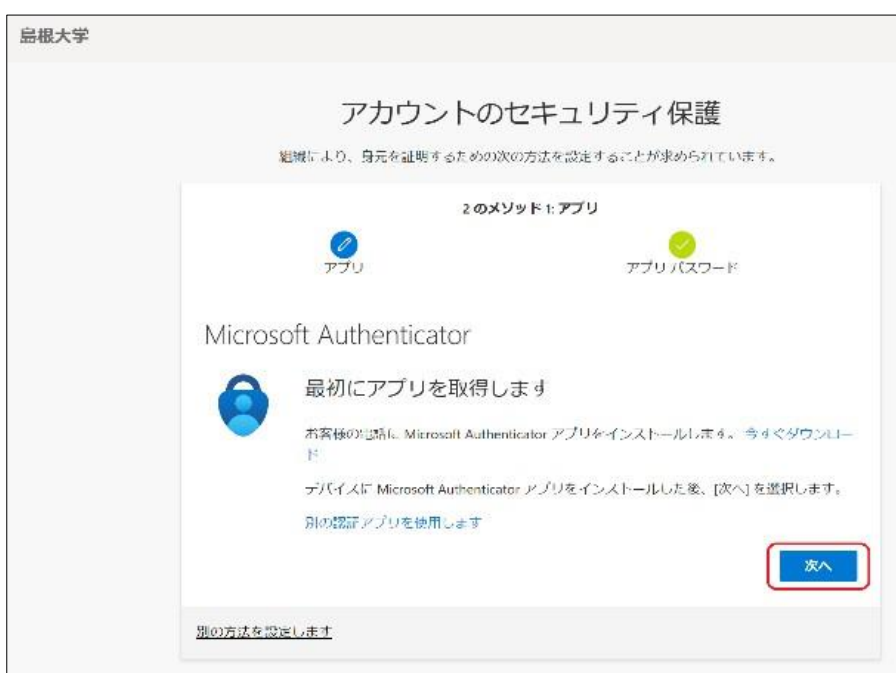 島根大学
アカウントのセキュリティ保護
組織により、身元を証明するための次の方法を設定することが求められています。
2 のメソッド 1: アプリ
アプリ
アプリ パスワード
Microsoft Authenticator
最初にアプリを取得します
お客様の電話に Microsoft Authenticator アプリをインストールします。 今すぐダウンロー
ド
デバイスに Microsoft Authenticator アプリをインストールした後、[次へ] を選択します。
別の認証アプリを使用します
次へ
別の方法を設定します